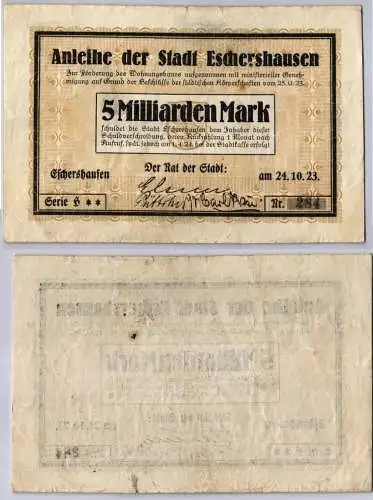 Anleihe der Stadt Eschershausen
Zur Förderung des Wohnungsbaues aufgenommen mit ministerieller Geneh-
migung auf Grund der Beschlüsse der städtischen Körperschaften vom 25.9.23.
5 Milliarden Mark
schuldet die Stadt Eschershausen dem Inhaber dieser
Schuldverschreibung, deren Rückzahlung 1 Monat nach
Aufruf, spät. jedoch am 1.4.24. bei der Stadtkasse erfolgt
Der Rat der Stadt:
Eschershausen am 24.10.23.
Serie H ** Nr. 284